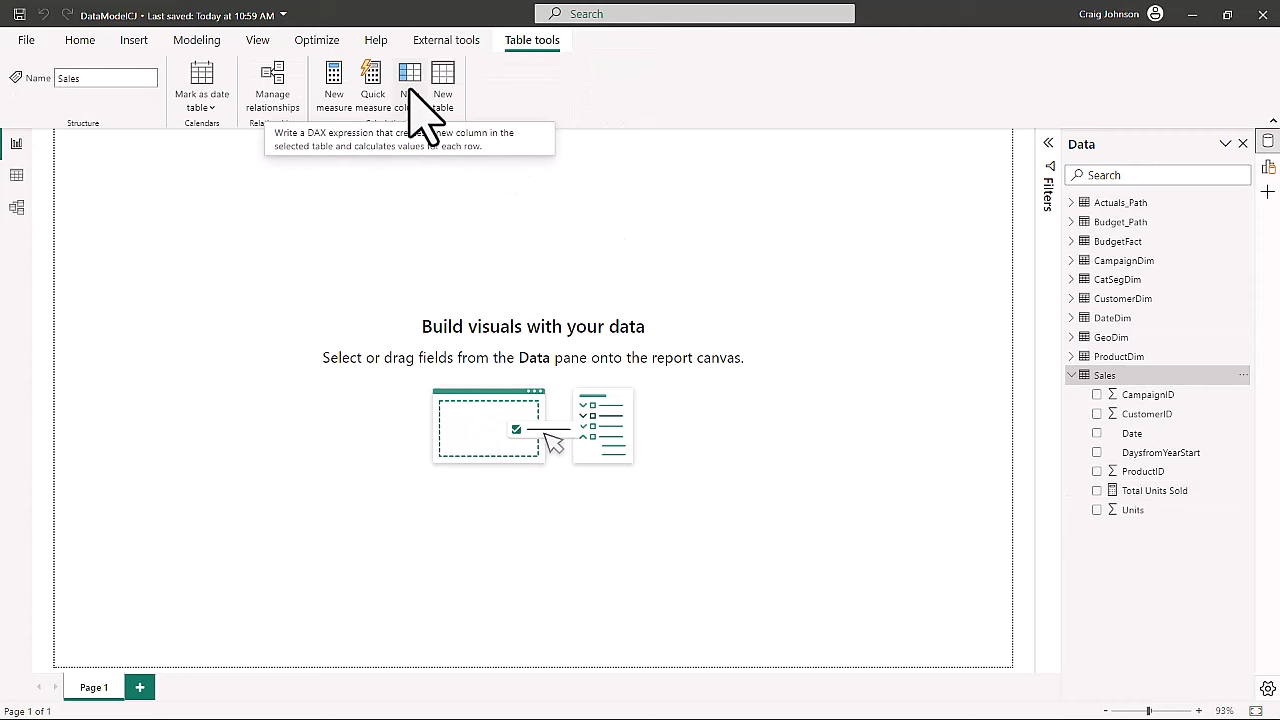 DataModelCJ • Last saved: Today at 10:59 AM
Search
Craig Johnson
File Home Insert Modeling View Optimize Help External tools Table tools
Name Sales
Mark as date table
Manage relationships
New measure
Quick measure
New table
Structure
Calendars
Write a DAX expression that new column in the
selected table and calculates values for each row.
Data
Search
Filters
Actuals_Path
Budget_Path
BudgetFact
CampaignDim
CatSegDim
CustomerDim
DateDim
GeoDim
ProductDim
Sales
CampaignID
CustomerID
Date
DaysfromYearStart
ProductID
Total Units Sold
Units
Build visuals with your data
Select or drag fields from the Data pane onto the report canvas.
Page 1
Page 1 of 1
93%